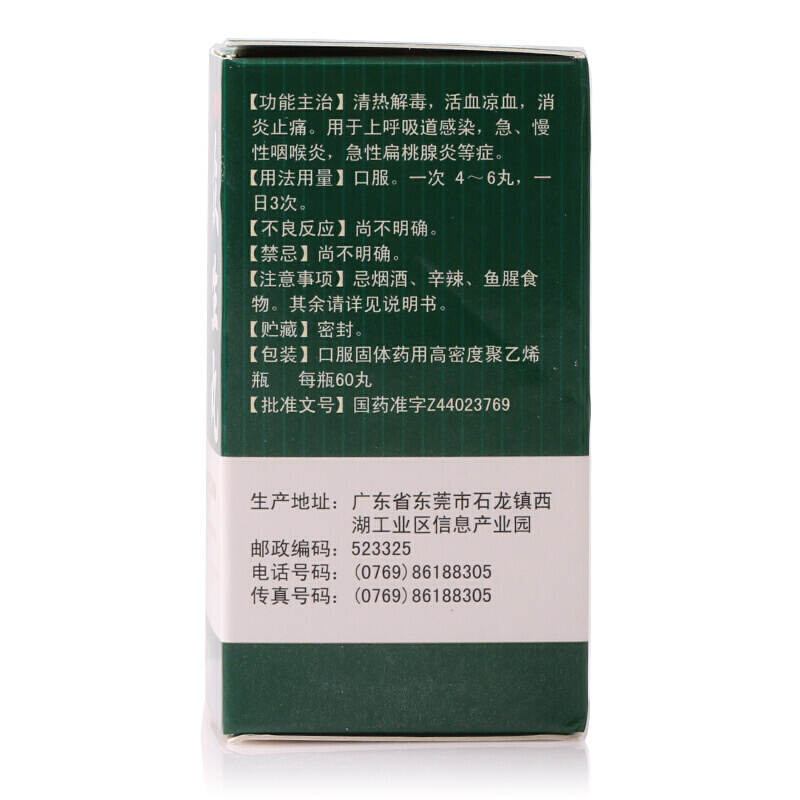 【功能主治】清热解毒，活血凉血，消
炎止痛。用于上呼吸道感染，急、慢
性咽喉炎，急性扁桃腺炎等症。
【用法用量】口服。一次 4～6丸，一
日3次。
【不良反应】尚不明确。
【禁忌】尚不明确。
【注意事项】忌烟酒、辛辣、鱼腥食
物。其余请详见说明书。
【贮藏】密封。
【包装】口服固体药用高密度聚乙烯
瓶 每瓶60丸
【批准文号】国药准字Z44023769
生产地址：广东省东莞市石龙镇西
湖工业区信息产业园
邮政编码：523325
电话号码：(0769)86188305
传真号码：(0769)86188305